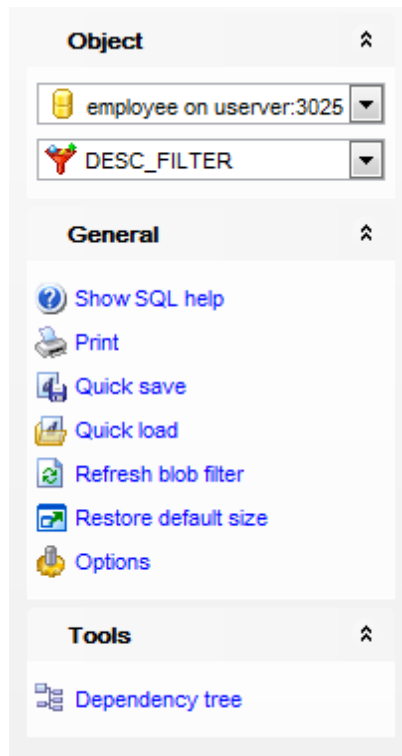 Object
employee on userver:3025
DESC_FILTER
General
Show SQL help
Print
Quick save
Quick load
Refresh blob filter
Restore default size
Options
Tools
Dependency tree